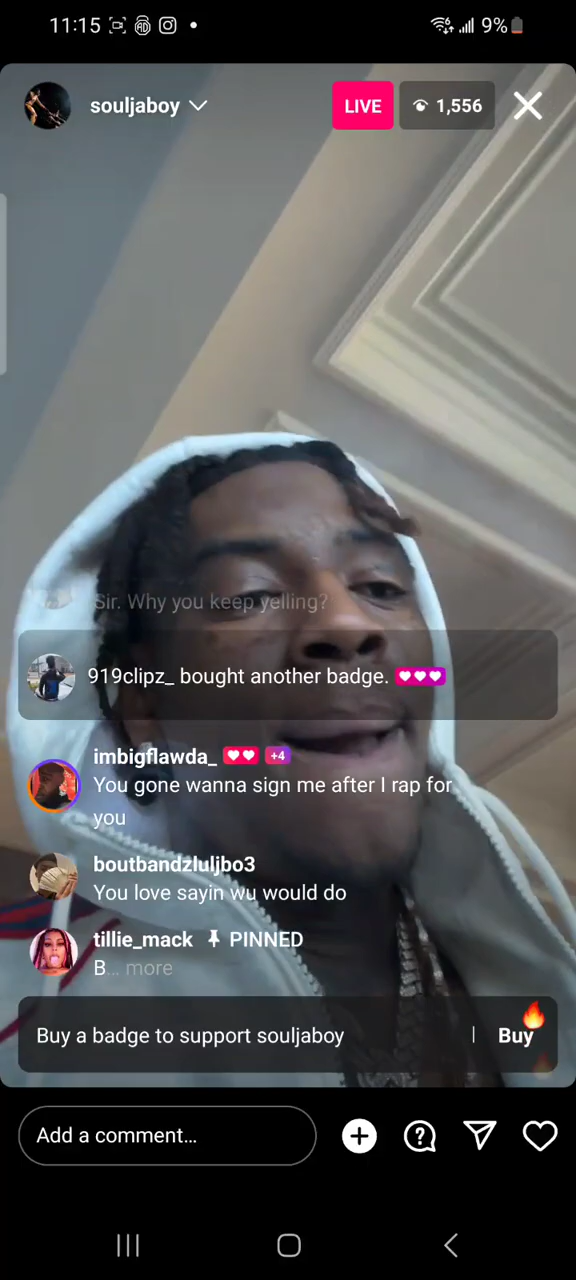 11:15 9%
souljaboy LIVE 1,556
Sir. Why you keep yelling?
919clipz_ bought another badge.
imbigflawda_ +4
You gone wanna sign me after I rap for
you
boutbandzluljbo3
You love sayin wu would do
tillie_mack PINNED
B... more
Buy a badge to support souljaboy | Buy
Add a comment...